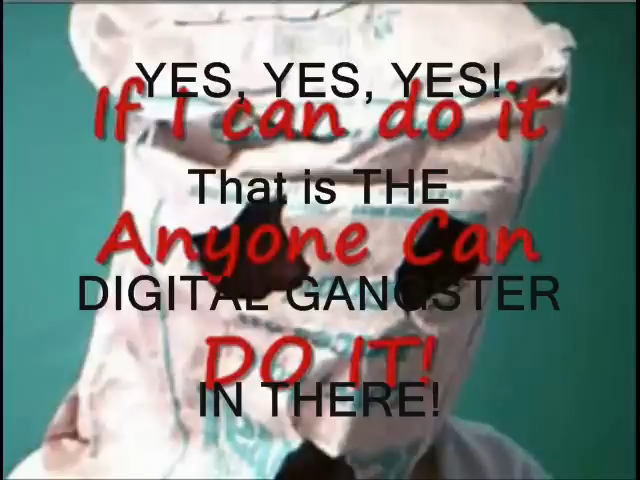 YES, YES, YES!
If I can do it
That is THE
Anyone Can
DIGITAL GANGSTER
DO IT!
IN THERE!